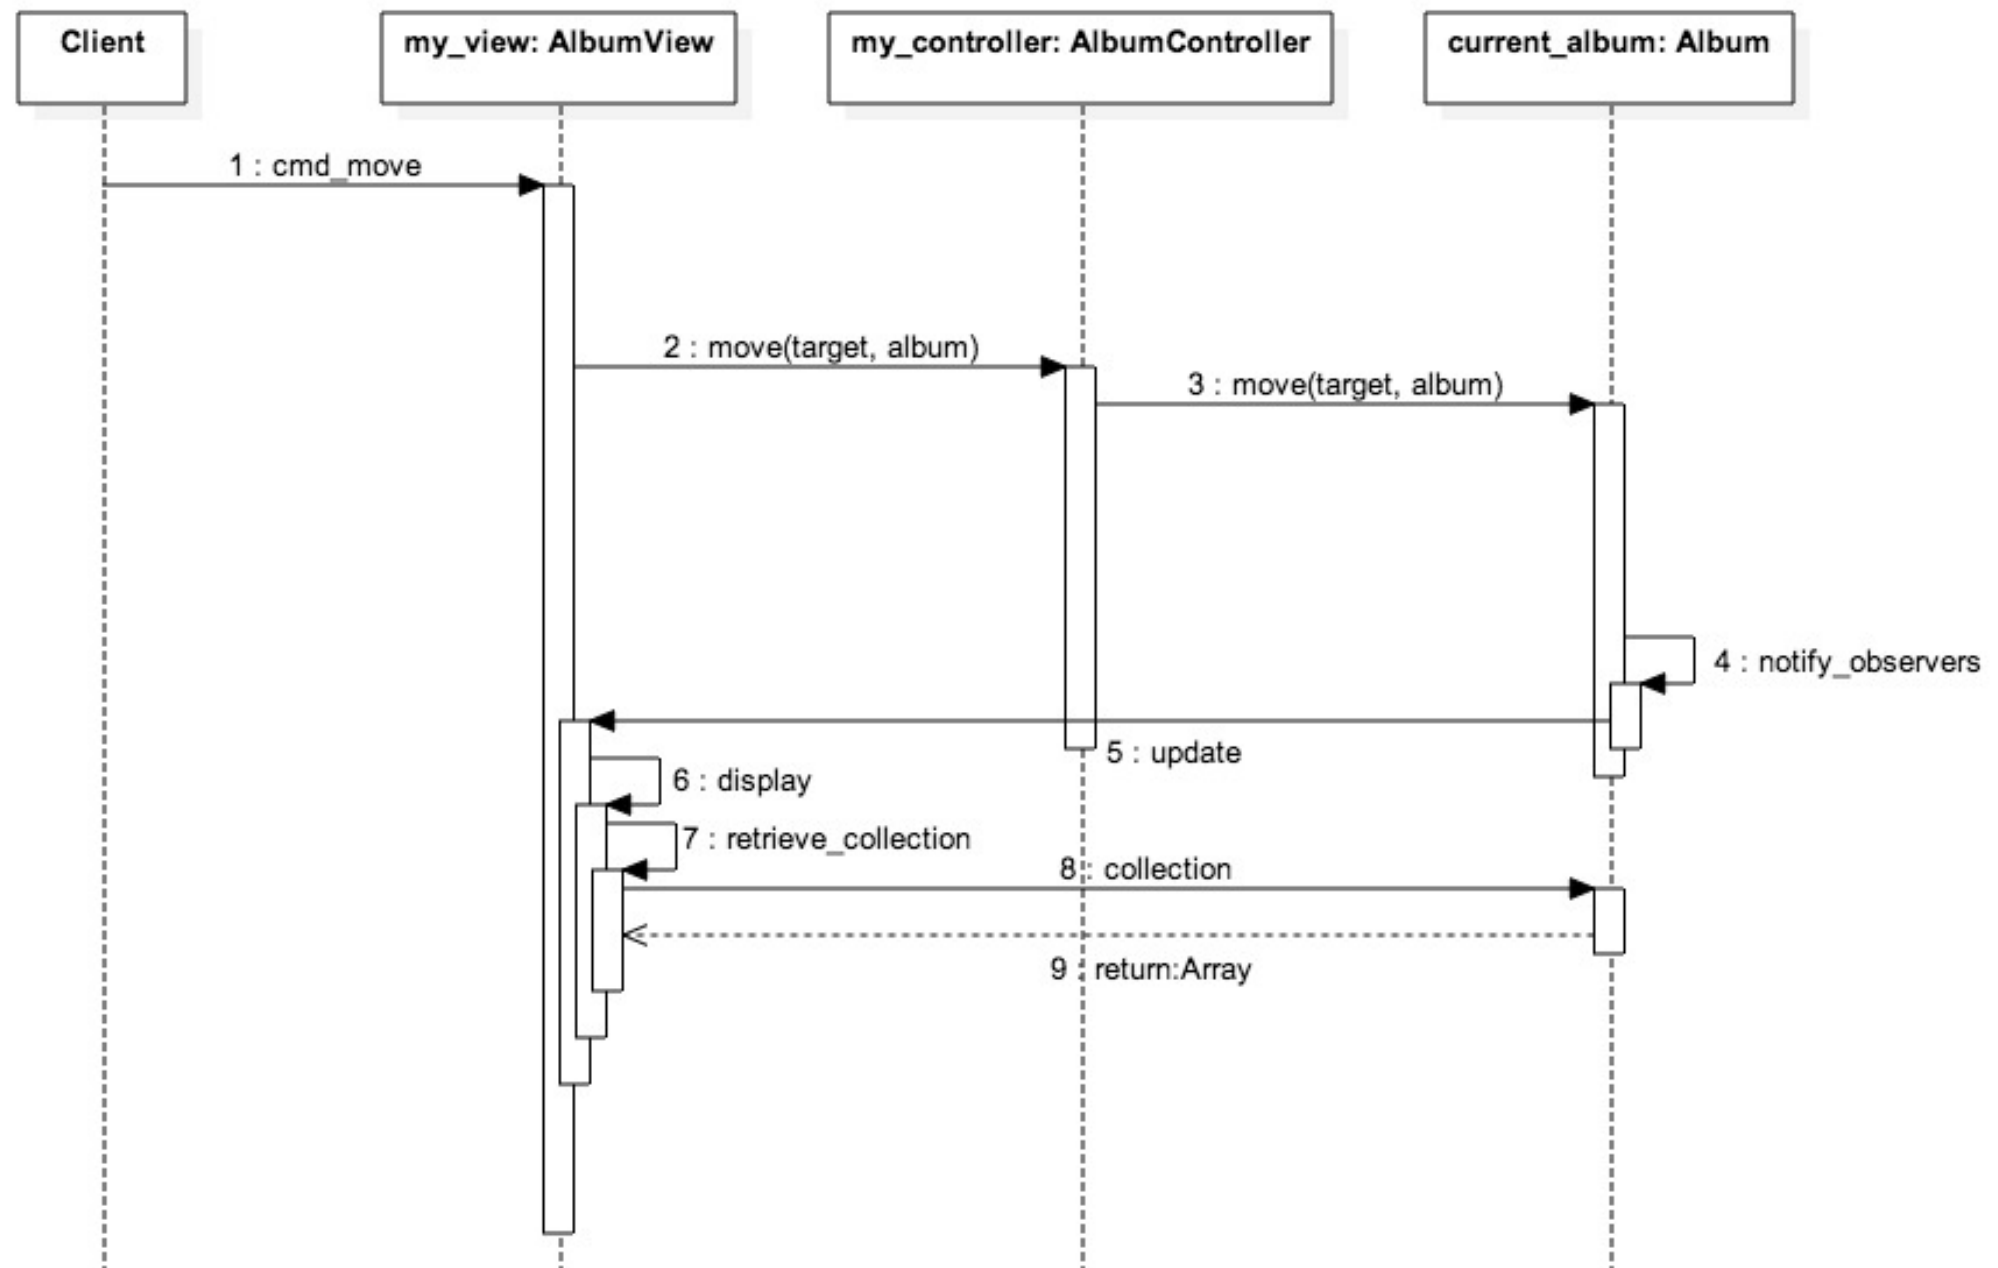 Client
my_view: AlbumView
my_controller: AlbumController
current_album: Album
1 : cmd_move
2 : move(target, album)
3 : move(target, album)
4 : notify_observers
5 : update
6 : display
7 : retrieve_collection
8 : collection
9 : return:Array